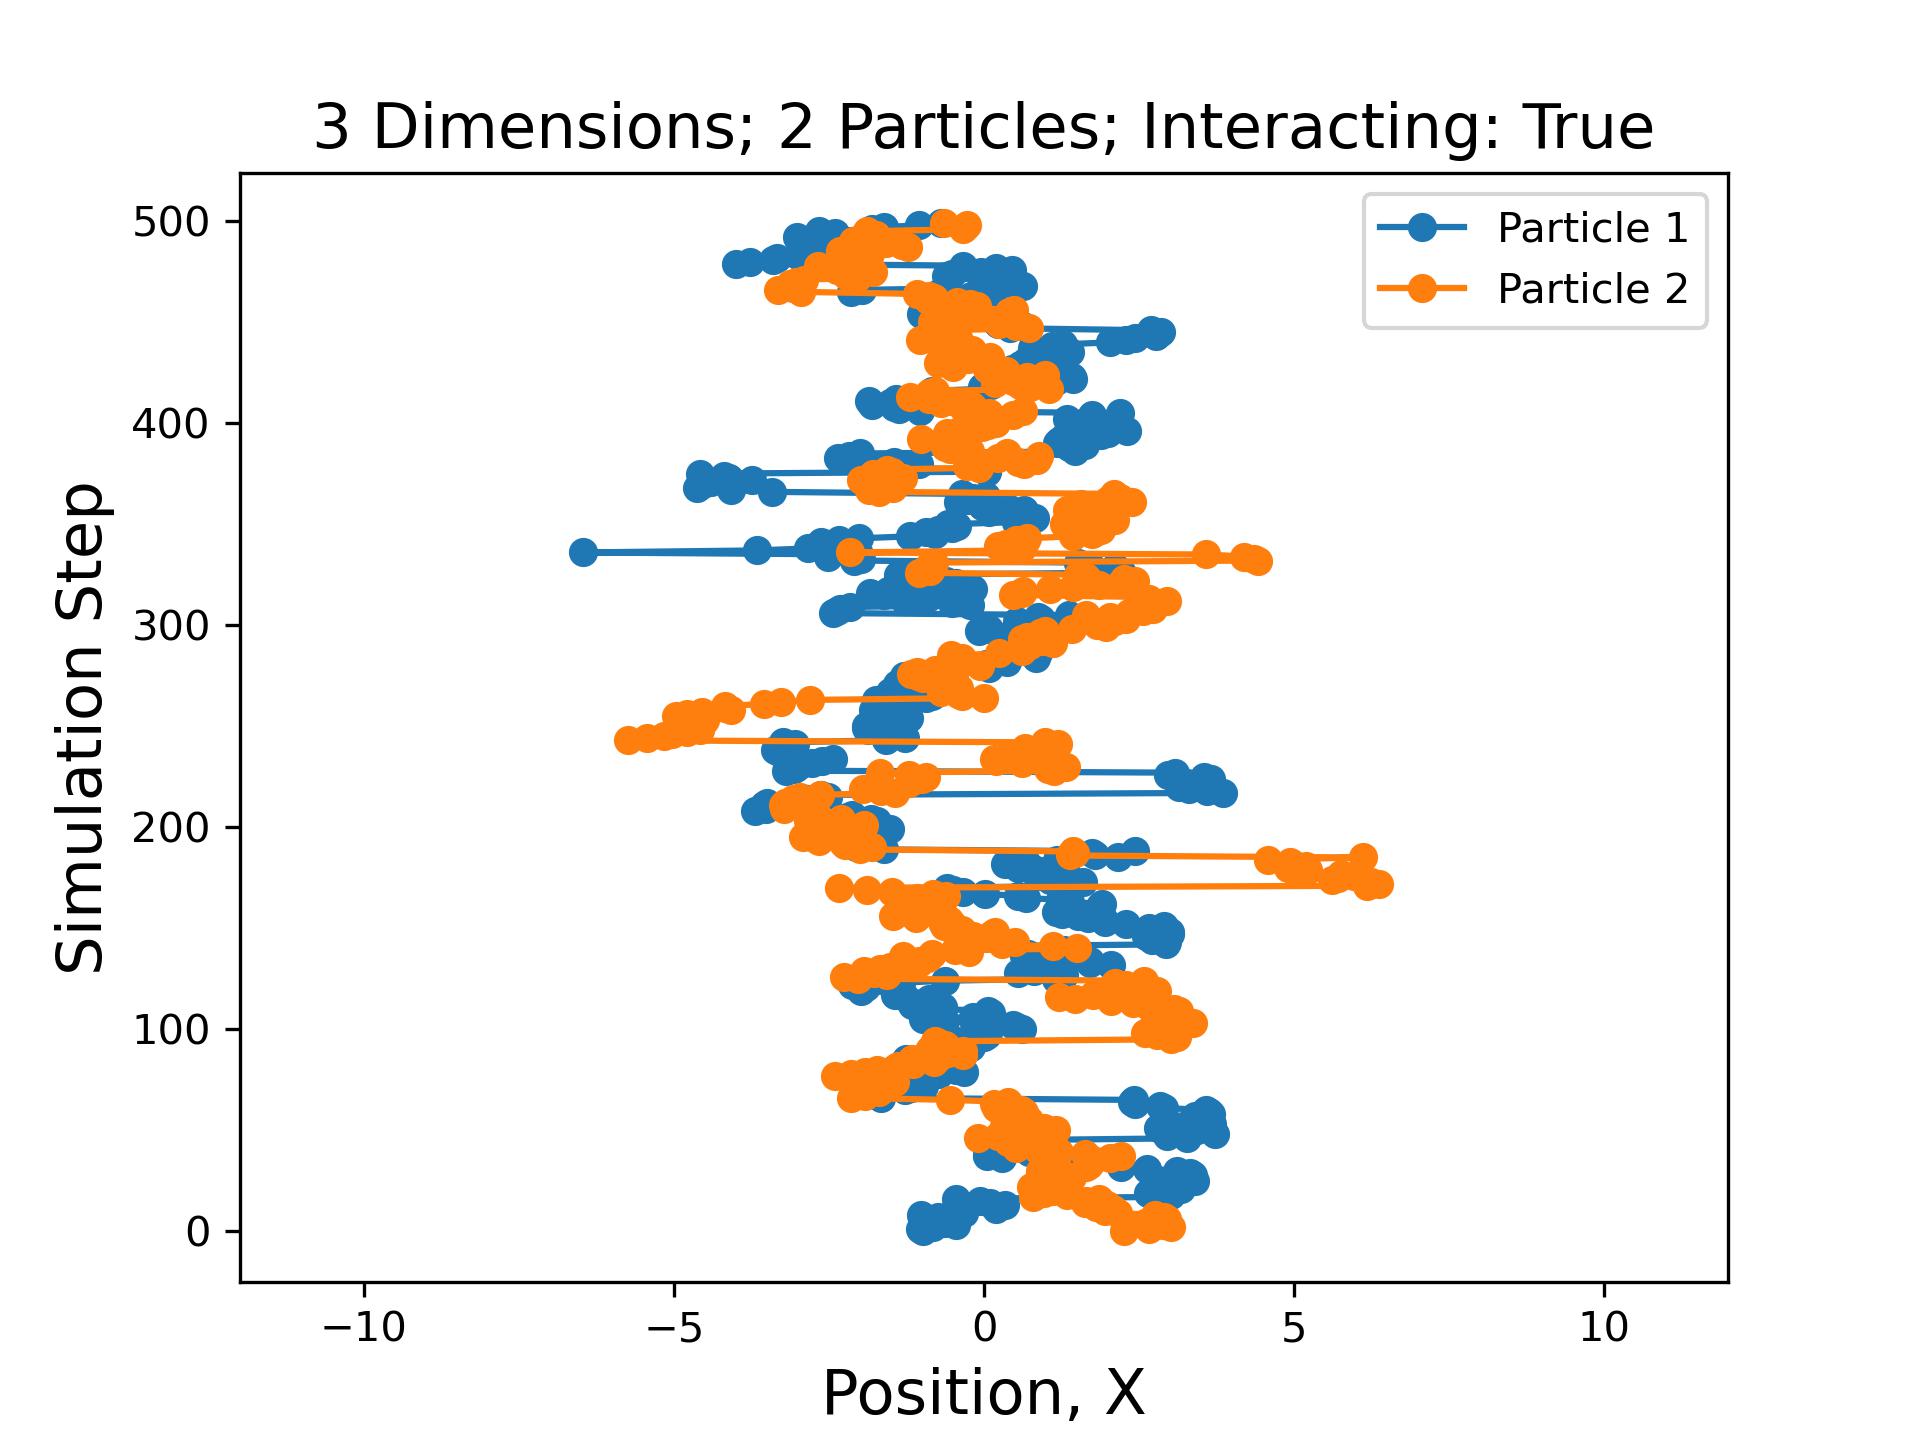 3 Dimensions; 2 Particles; Interacting: True
Particle 1
Particle 2
Simulation Step
500
400
300
200
100
0
−10
−5
0
5
10
Position, X